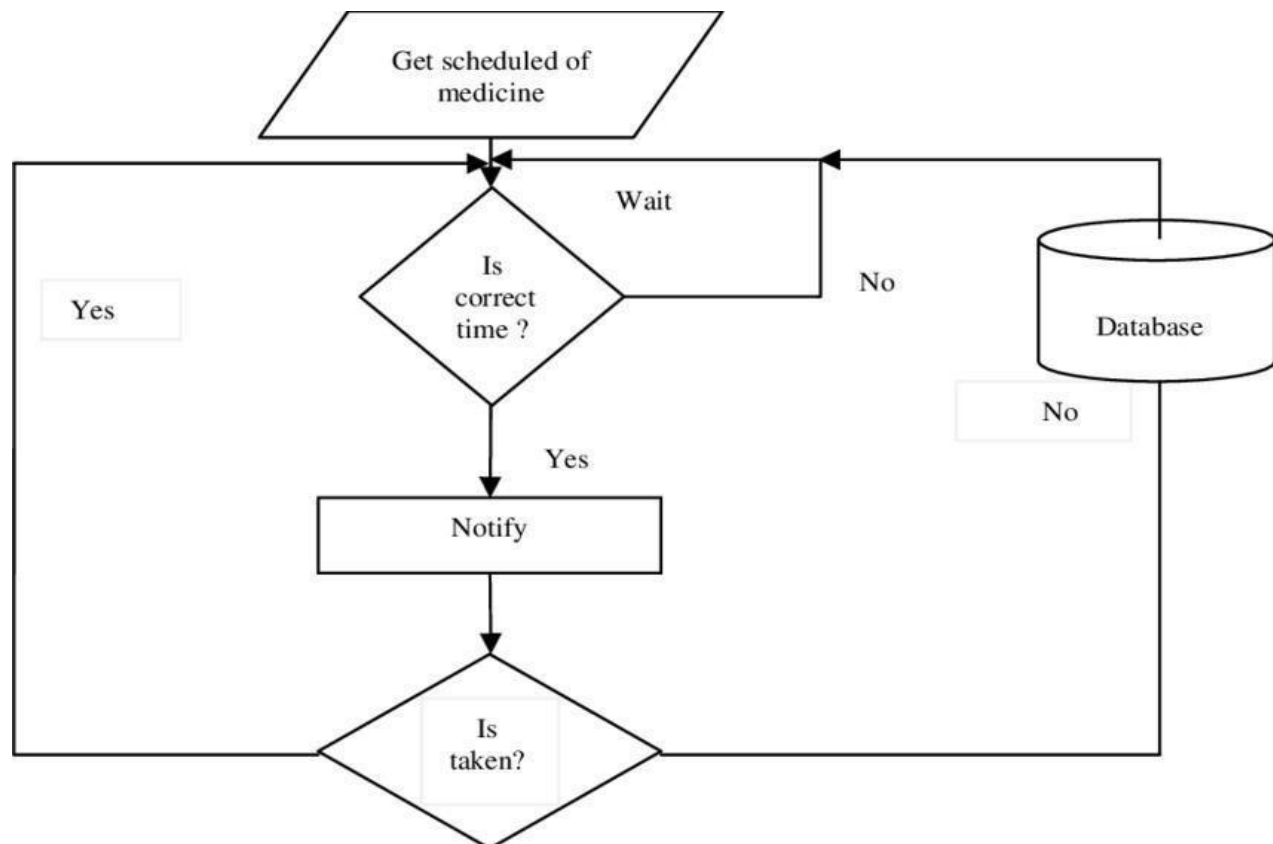 Get scheduled of
medicine
Wait
Is
correct
time ?
No
Yes
Database
No
Yes
Notify
Is
taken?